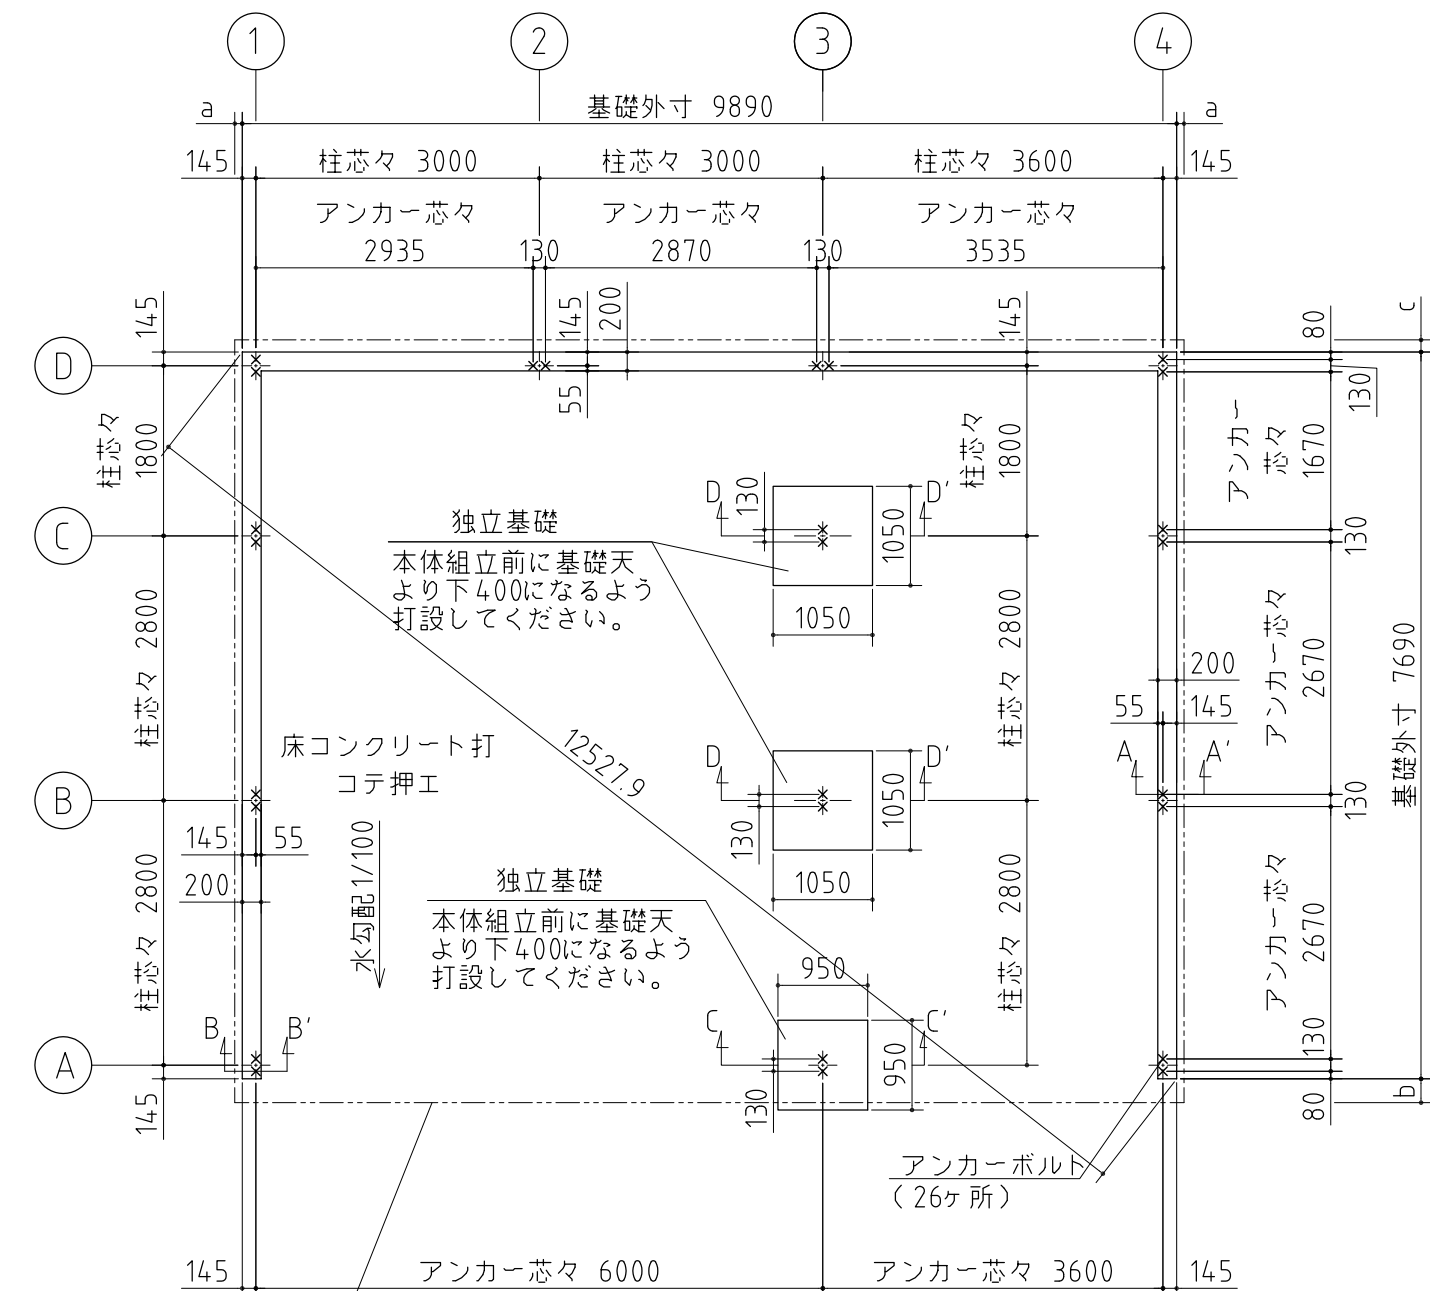 1 2 3 4
a 基礎外寸 9890 a
145 柱芯々 3000 柱芯々 3000 柱芯々 3600 145
アンカー芯々 アンカー芯々 アンカー芯々
2935 130 2870 130 3535
145 145 200 145 80 c
D
55 130
柱芯々 1800
柱芯々 1800
アンカー
芯々
1670
D 130 D'
独立基礎
1050
C
130
本体組立前に基礎天
より下400になるよう
打設してください。
1050
柱芯々 2800
柱芯々 2800
アンカー芯々
2670
基礎外寸 7690
200
55 145
床コンクリート打
コテ押エ
12527.9
D D'
A A'
B
1050
130
130
145 55
1050
200
水勾配1/100
独立基礎
本体組立前に基礎天
より下400になるよう
打設してください。
柱芯々 2800
柱芯々 2800
アンカー芯々
2670
950
B B'
C C'
130
A
950
145
130
80
b
アンカーボルト
(26ヶ所)
145 アンカー芯々 6000 アンカー芯々 3600 145